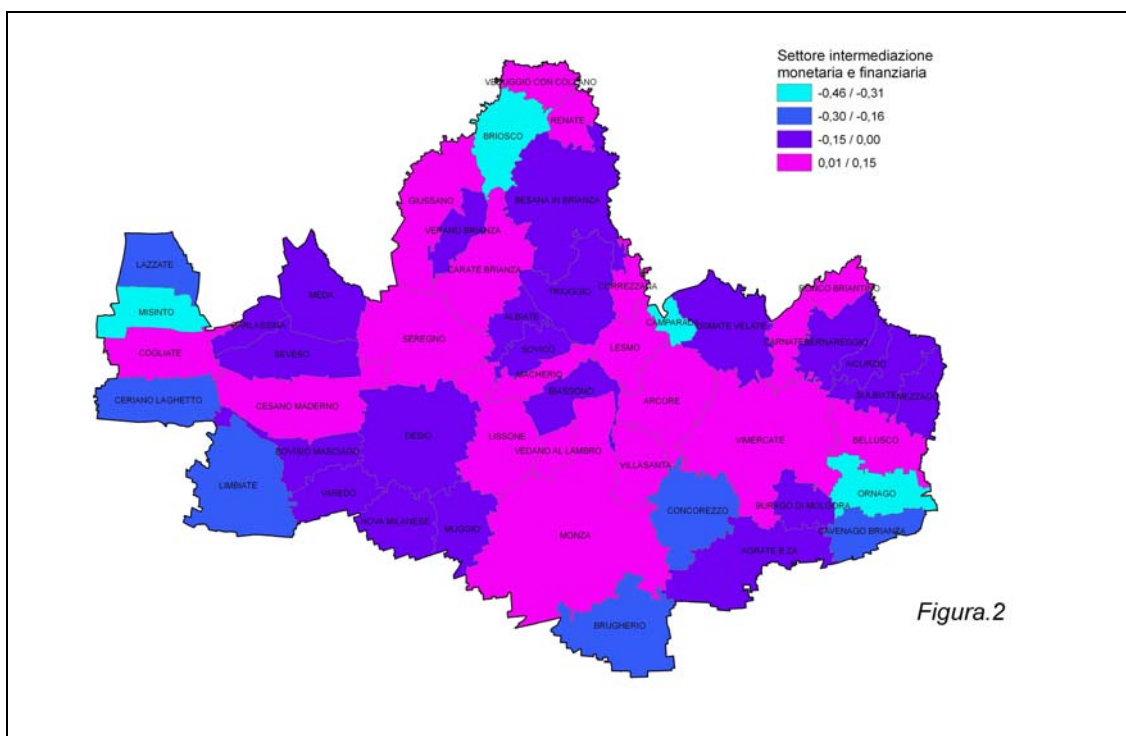 Settore intermediazione
monetaria e finanziaria
-0,46 / -0,31
-0,30 / -0,16
-0,15 / 0,00
0,01 / 0,15
VEDUGGIO CON COLZANO
RENATE
BRIOSCO
GIUSSANO
BESANA IN BRIANZA
VERANO BRIANZA
CARATE BRIANZA
LAZZATE
MEDA
TRIUGGIO
CORREZZANA
RONCO BRIANTINO
MISINTO
BARLASSINA
ALBIATE
CAMPARADA
USMATE VELATE
COGLIATE
SEVESO
SEREGNO
SOVICO
LESMO
CARNATE
BERNAREGGIO
AICURZIO
MACHERIO
BIASSONO
SULBIATE
MEZZAGO
CERIANO LAGHETTO
CESANO MADERNO
ARCORE
DESIO
LISSONE
VIMERCATE
BELLUSCO
BOVISIO MASCIAGO
VEDANO AL LAMBRO
VILLASANTA
LIMBIATE
VAREDO
ORNAGO
CONCOREZZO
BURAGO DI MOLGORA
NOVA MILANESE
MUGGIO
MONZA
CAVENAGO BRIANZA
AGRATE B.ZA
BRUGHERIO
Figura.2